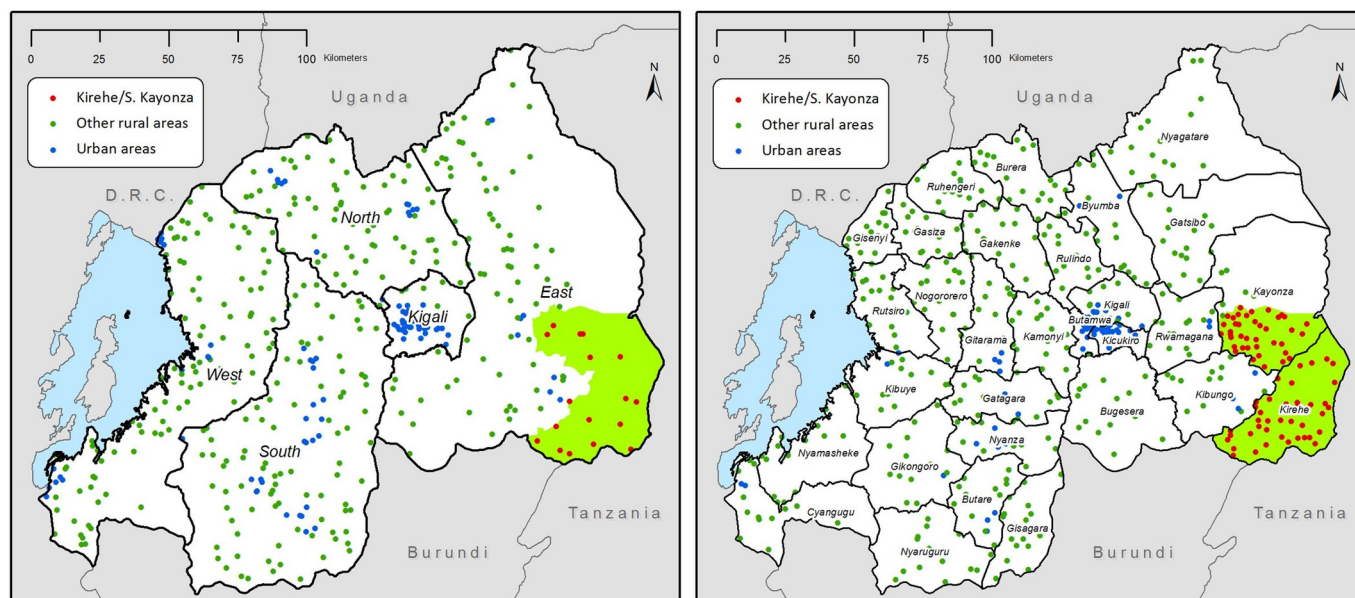 0 25 50 75 100 Kilometers
N
Kirehe/S. Kayonza
Other rural areas
Urban areas
Uganda
D.R.C.
North
East
Kigali
West
South
Tanzania
Burundi
0 25 50 75 100 Kilometers
N
Kirehe/S. Kayonza
Other rural areas
Urban areas
Uganda
Nyagatare
D.R.C.
Burera
Ruhengeri
Byumba
Gatsibo
Gisenyi
Gasiza
Gakenke
Rulindo
Kayonza
Nogororero
Rutsiro
Kigali
Butamwa
Gitarama
Kamonyi
Kicukiro
Rwamagana
Kibuye
Gatagara
Bugesera
Kibungo
Kirehe
Nyamasheke
Gikongoro
Nyanza
Butare
Cyangugu
Gisagara
Tanzania
Nyaruguru
Burundi